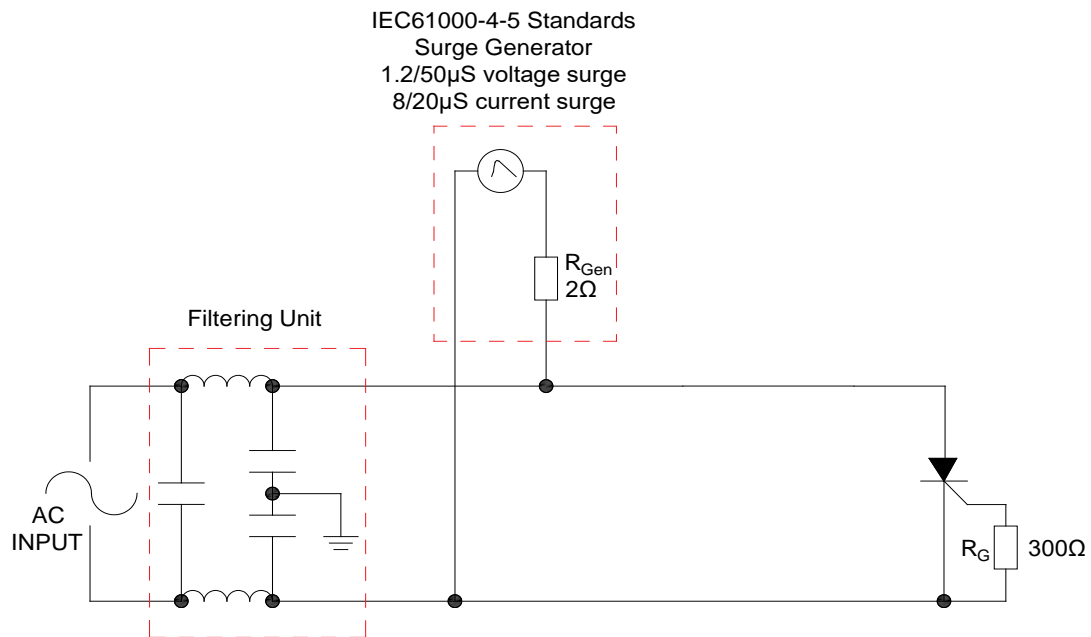 IEC61000-4-5 Standards
Surge Generator
1.2/50µS voltage surge
8/20µS current surge
RGen
2Ω
Filtering Unit
AC
INPUT
RG
300Ω